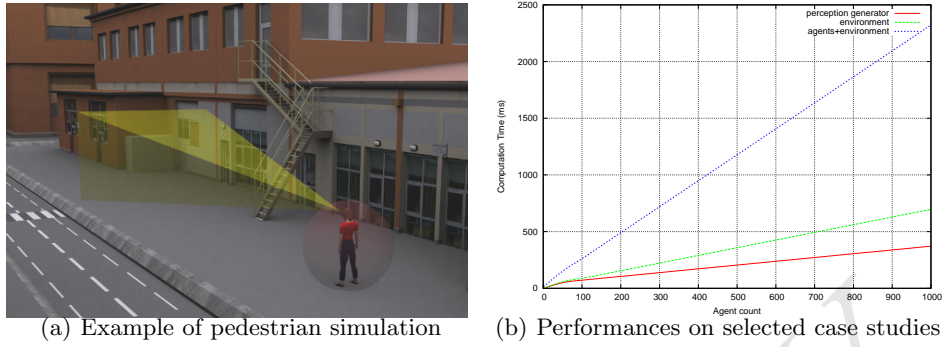 2500
2000
1500
1000
500
0
Computation Time (ms)
perception generator
environment
agents+environment
0 100 200 300 400 500 600 700 800 900 1000
Agent count
(a) Example of pedestrian simulation
(b) Performances on selected case studies